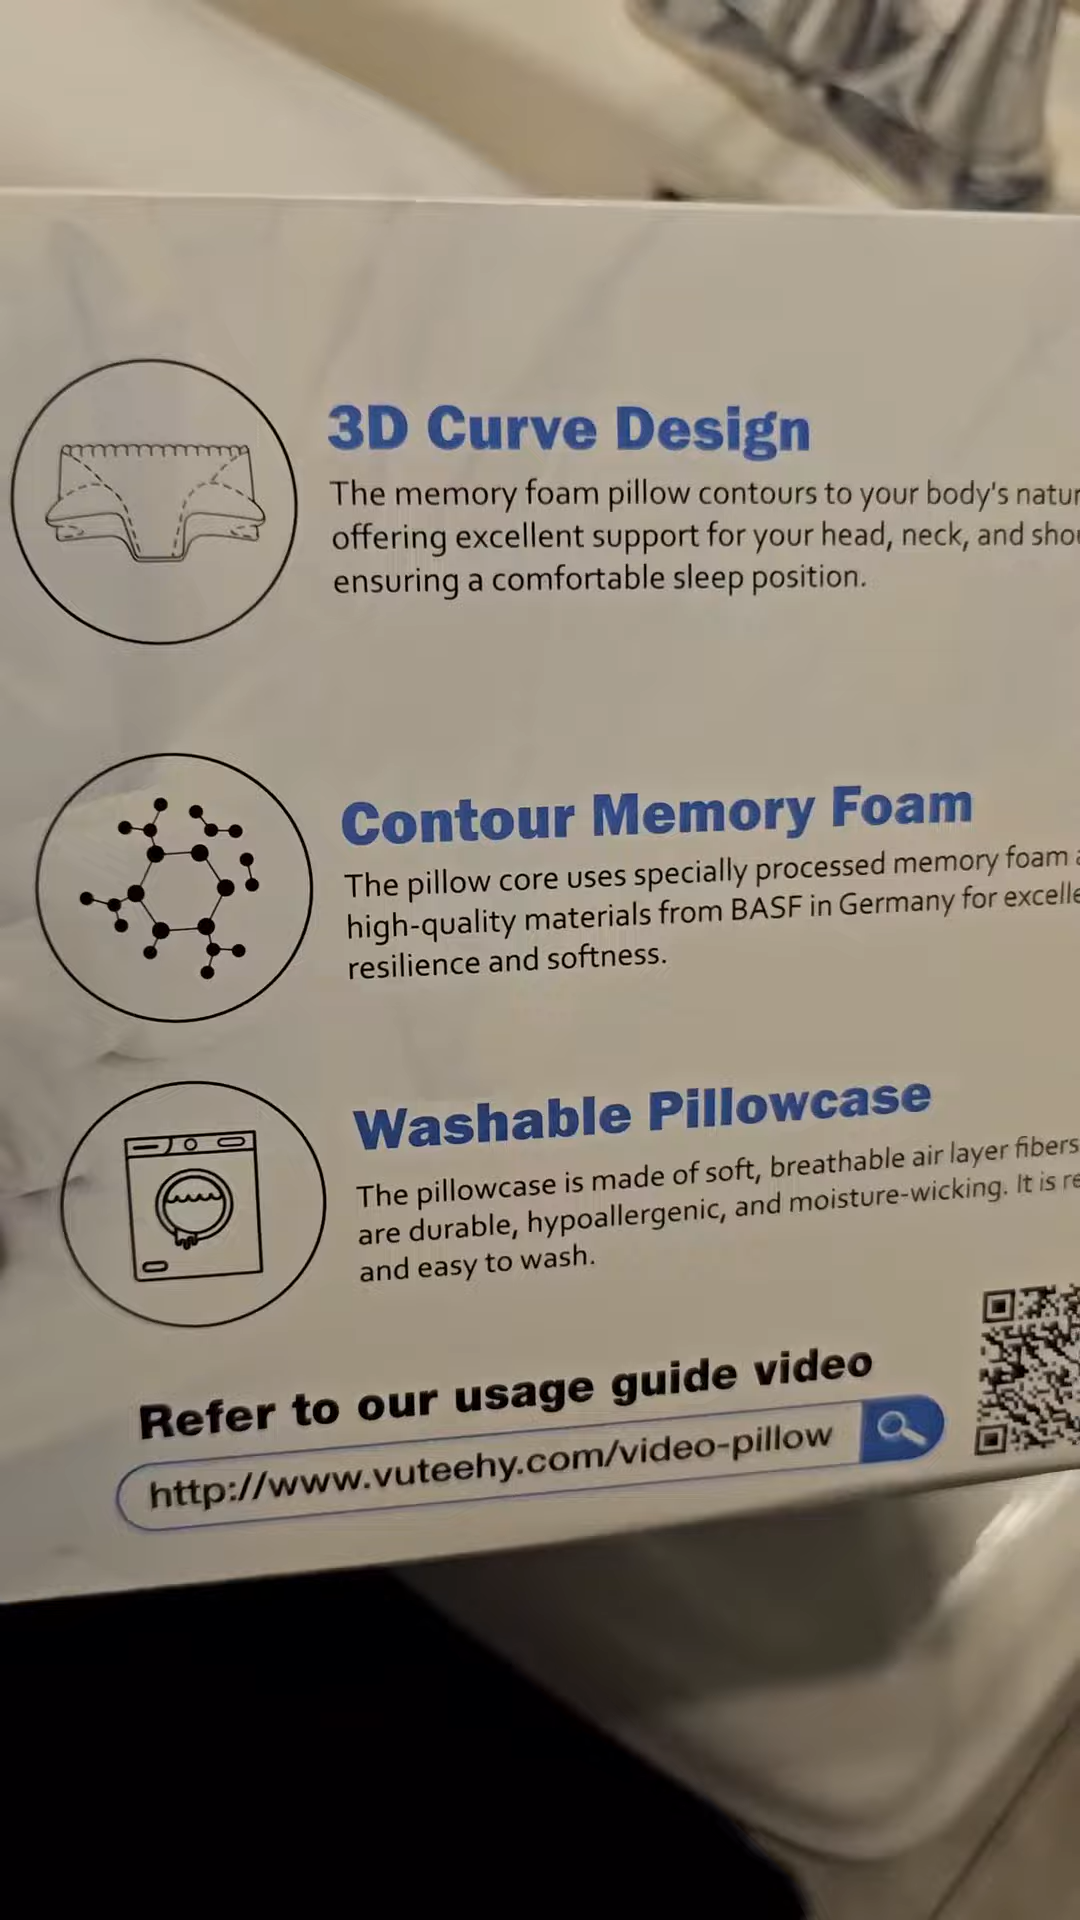 3D Curve Design
The memory foam pillow contours to your body's
offering excellent support for your head, neck, and
ensuring a comfortable sleep position.
Contour Memory Foam
The pillow core uses specially processed memory foam
high-quality materials from BASF in Germany for
resilience and softness.
Washable Pillowcase
The pillowcase is made of soft, breathable air layer fibers
are durable, hypoallergenic, and moisture-wicking. It is
and easy to wash.
Refer to our usage guide video
http://www.vuteehy.com/video-pillow